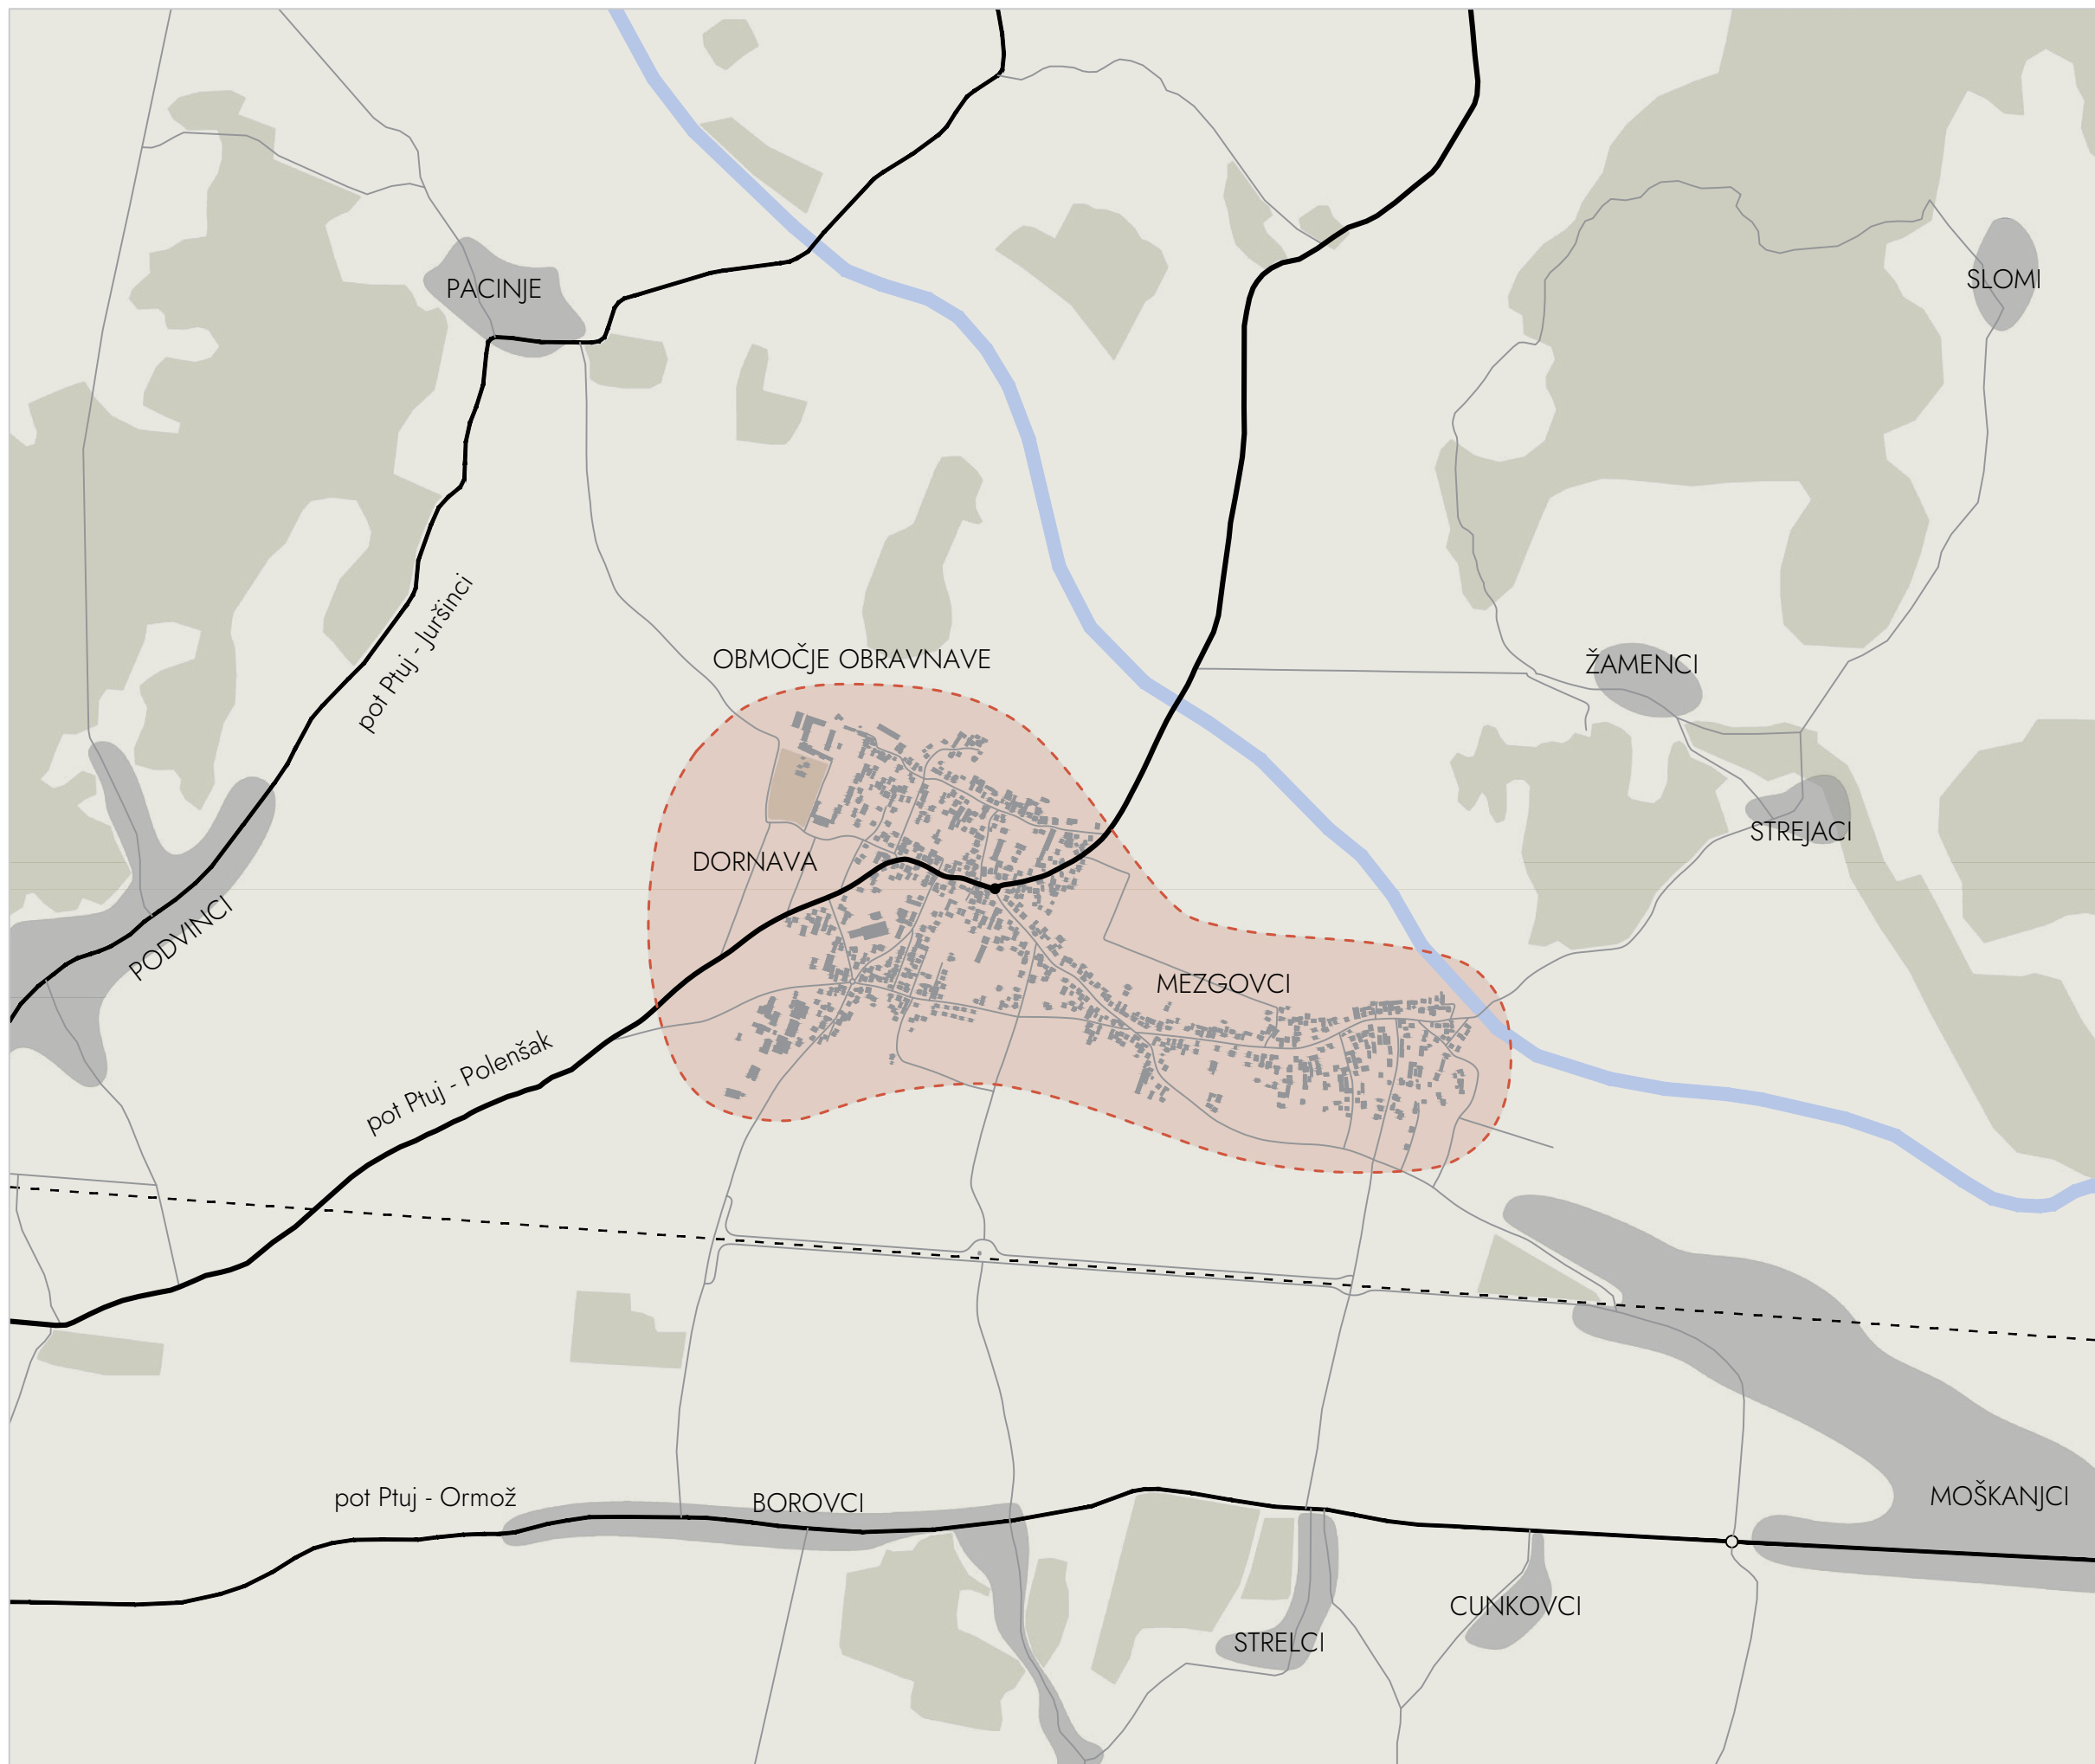 PACINJE
SLOMI
pot Ptuj - Juršinci
OBMOČJE OBRAVNAVE
ŽAMENCI
STREJACI
DORNAVA
PODVINCI
MEZGOVCI
pot Ptuj - Polenšak
pot Ptuj - Ormož
BOROVCI
MOŠKANJCI
CUNKOVCI
STRELCI